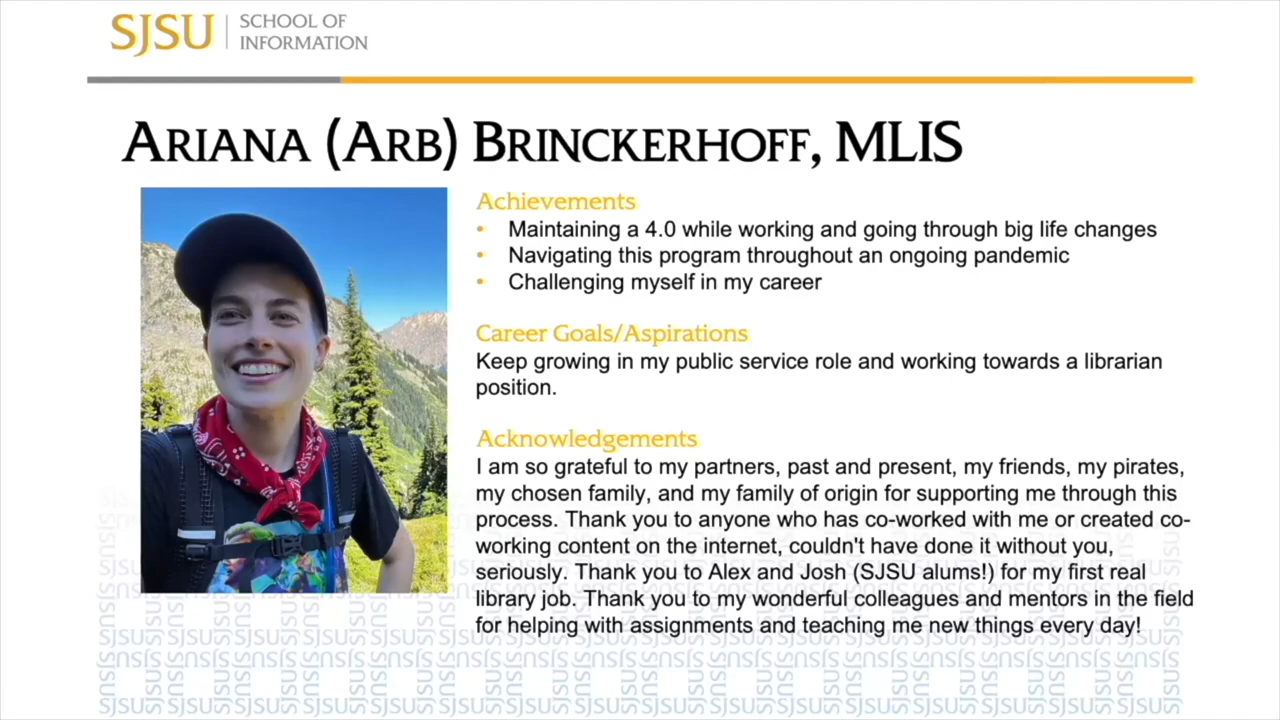 SJSU
SCHOOL OF
INFORMATION
ARIANA (ARB) BRINCKERHOFF, MLIS
Achievements
• Maintaining a 4.0 while working and going through big life changes
• Navigating this program throughout an ongoing pandemic
• Challenging myself in my career
Career Goals/Aspirations
Keep growing in my public service role and working towards a librarian
position.
Acknowledgements
I am so grateful to my partners, past and present, my friends, my pirates,
my chosen family, and my family of origin for supporting me through this
process. Thank you to anyone who has co-worked with me or created co-
working content on the internet, couldn't have done it without you,
seriously. Thank you to Alex and Josh (SJSU alums!) for my first real
library job. Thank you to my wonderful colleagues and mentors in the field
for helping with assignments and teaching me new things every day!